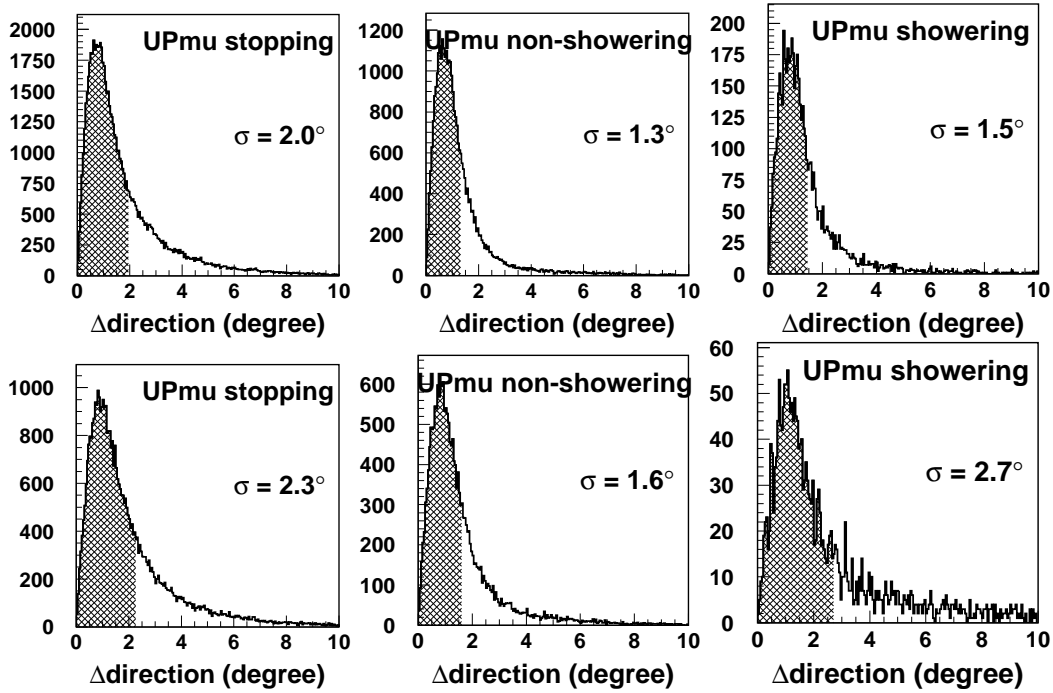 UPmu stopping
σ = 2.0°
2000
1750
1500
1250
1000
750
500
250
0
0 2 4 6 8 10
Δdirection (degree)
UPmu non-showering
σ = 1.3°
1200
1000
800
600
400
200
0
0 2 4 6 8 10
Δdirection (degree)
UPmu showering
σ = 1.5°
200
175
150
125
100
75
50
25
0
0 2 4 6 8 10
Δdirection (degree)
UPmu stopping
σ = 2.3°
1000
800
600
400
200
0
0 2 4 6 8 10
Δdirection (degree)
UPmu non-showering
σ = 1.6°
600
500
400
300
200
100
0
0 2 4 6 8 10
Δdirection (degree)
UPmu showering
σ = 2.7°
60
50
40
30
20
10
0
0 2 4 6 8 10
Δdirection (degree)